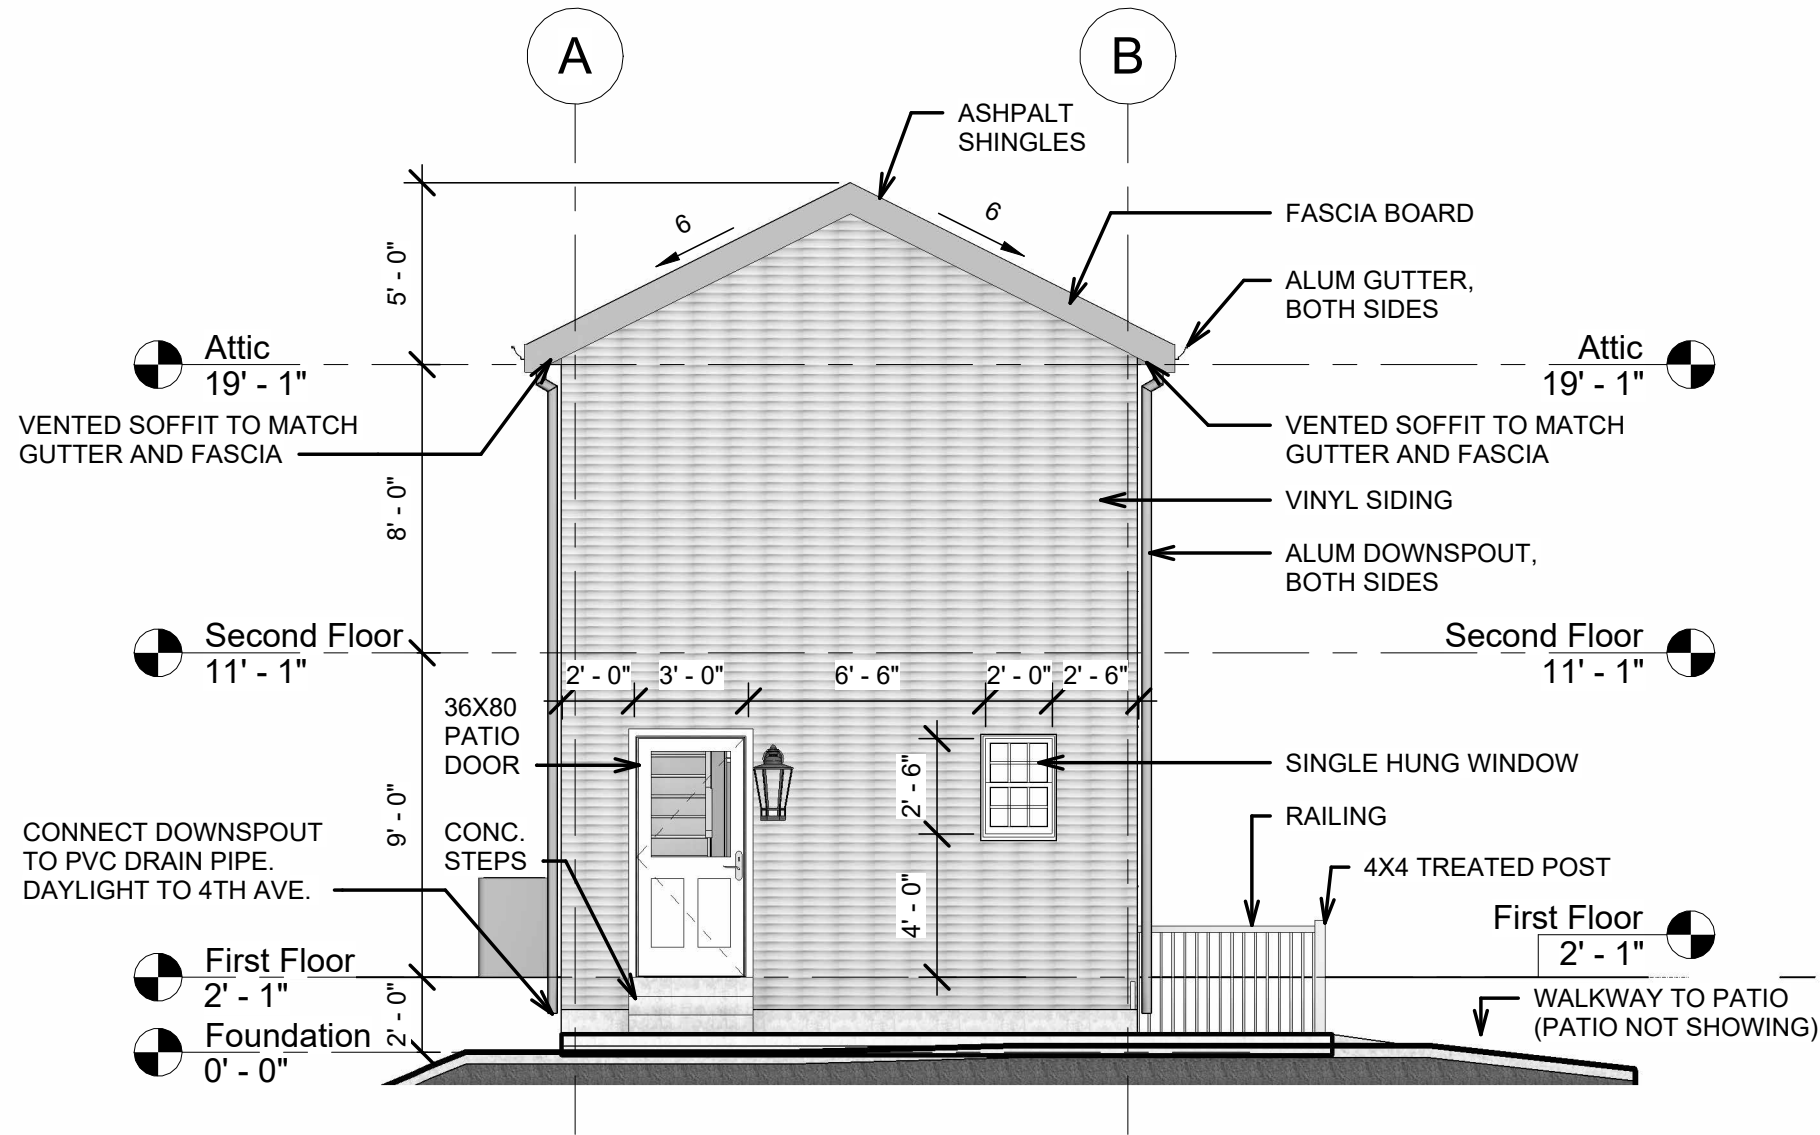 A
B
ASHPALT
SHINGLES
6
6
FASCIA BOARD
5' - 0"
ALUM GUTTER,
BOTH SIDES
Attic
19' - 1"
Attic
19' - 1"
VENTED SOFFIT TO MATCH
GUTTER AND FASCIA
VENTED SOFFIT TO MATCH
GUTTER AND FASCIA
8' - 0"
VINYL SIDING
ALUM DOWNSPOUT,
BOTH SIDES
Second Floor
11' - 1"
Second Floor
11' - 1"
2' - 0"
3' - 0"
6' - 6"
2' - 0"
2' - 6"
36X80
PATIO
DOOR
2' - 6"
SINGLE HUNG WINDOW
9' - 0"
RAILING
CONNECT DOWNSPOUT
TO PVC DRAIN PIPE.
DAYLIGHT TO 4TH AVE.
CONC.
STEPS
4' - 0"
4X4 TREATED POST
First Floor
2' - 1"
First Floor
2' - 1"
2' - 0"
WALKWAY TO PATIO
(PATIO NOT SHOWING)
Foundation
0' - 0"